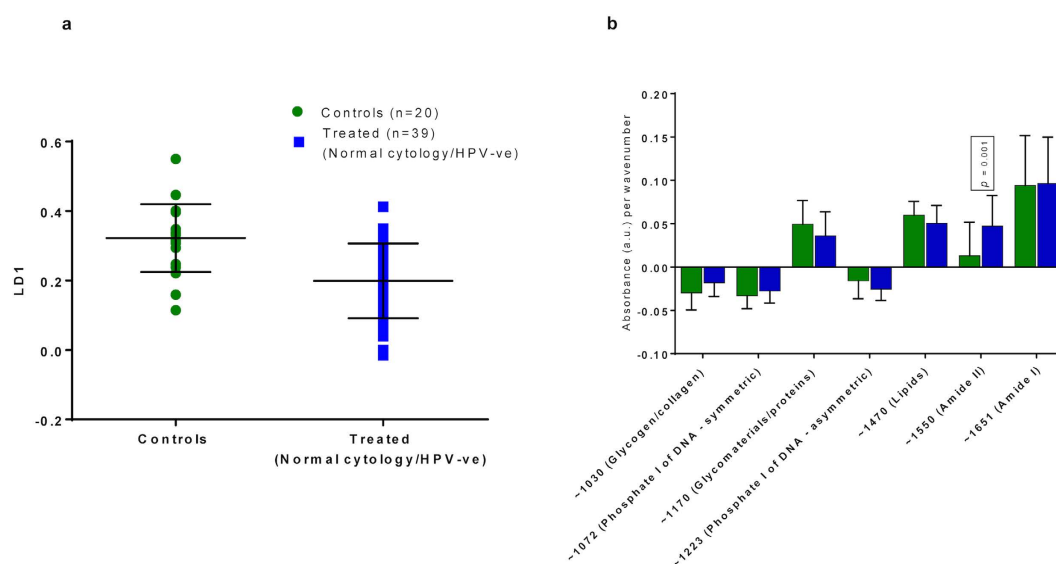 a
Controls (n=20)
Treated (n=39)
(Normal cytology/HPV-ve)
LD1
0.6
0.4
0.2
0.0
-0.2
Controls
Treated
(Normal cytology/HPV-ve)
b
Absorbance (a.u.) per wavenumber
0.20
0.15
0.10
0.05
0.00
-0.05
-0.10
p = 0.001
~1030 (Glycogen/collagen)
~1072 (Phosphate I of DNA - symmetric)
~1170 (Glycomaterials/proteins)
~1223 (Phosphate I of DNA - asymmetric)
~1470 (Lipids)
~1550 (Amide II)
~1651 (Amide I)